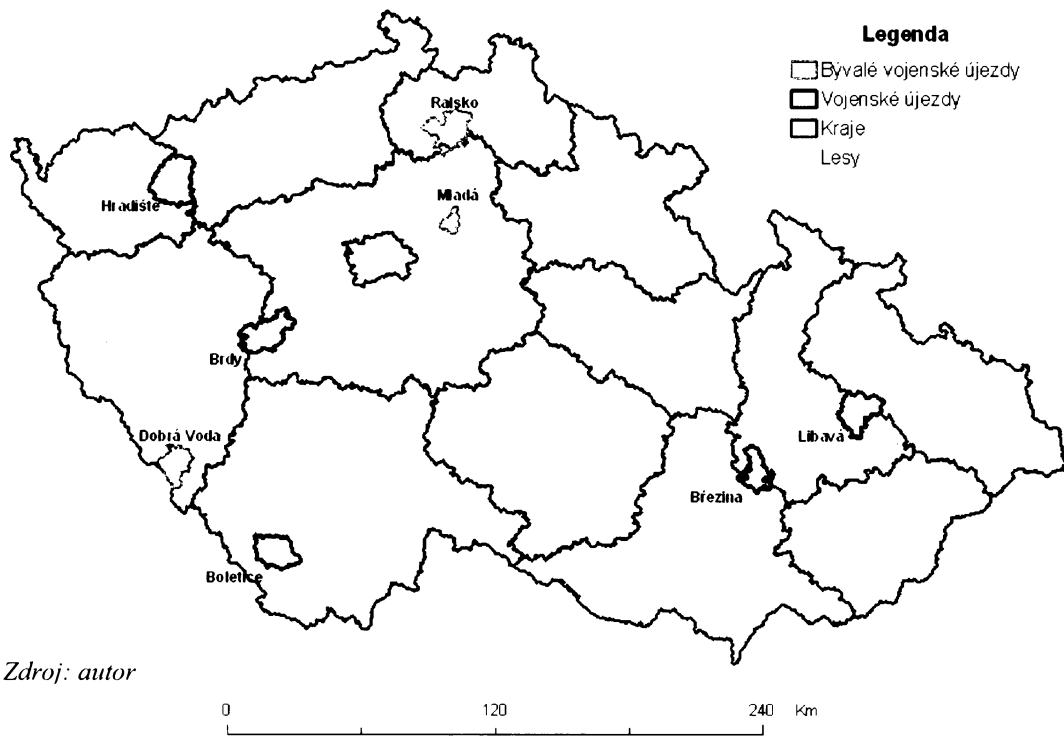 Legenda
Bývalé vojenské újezdy
Vojenské újezdy
Kraje
Lesy
Ralsko
Mladá
Hradiště
Brdy
Dobrá Voda
Libavá
Březina
Boletice
Zdroj: autor
0 120 240 Km